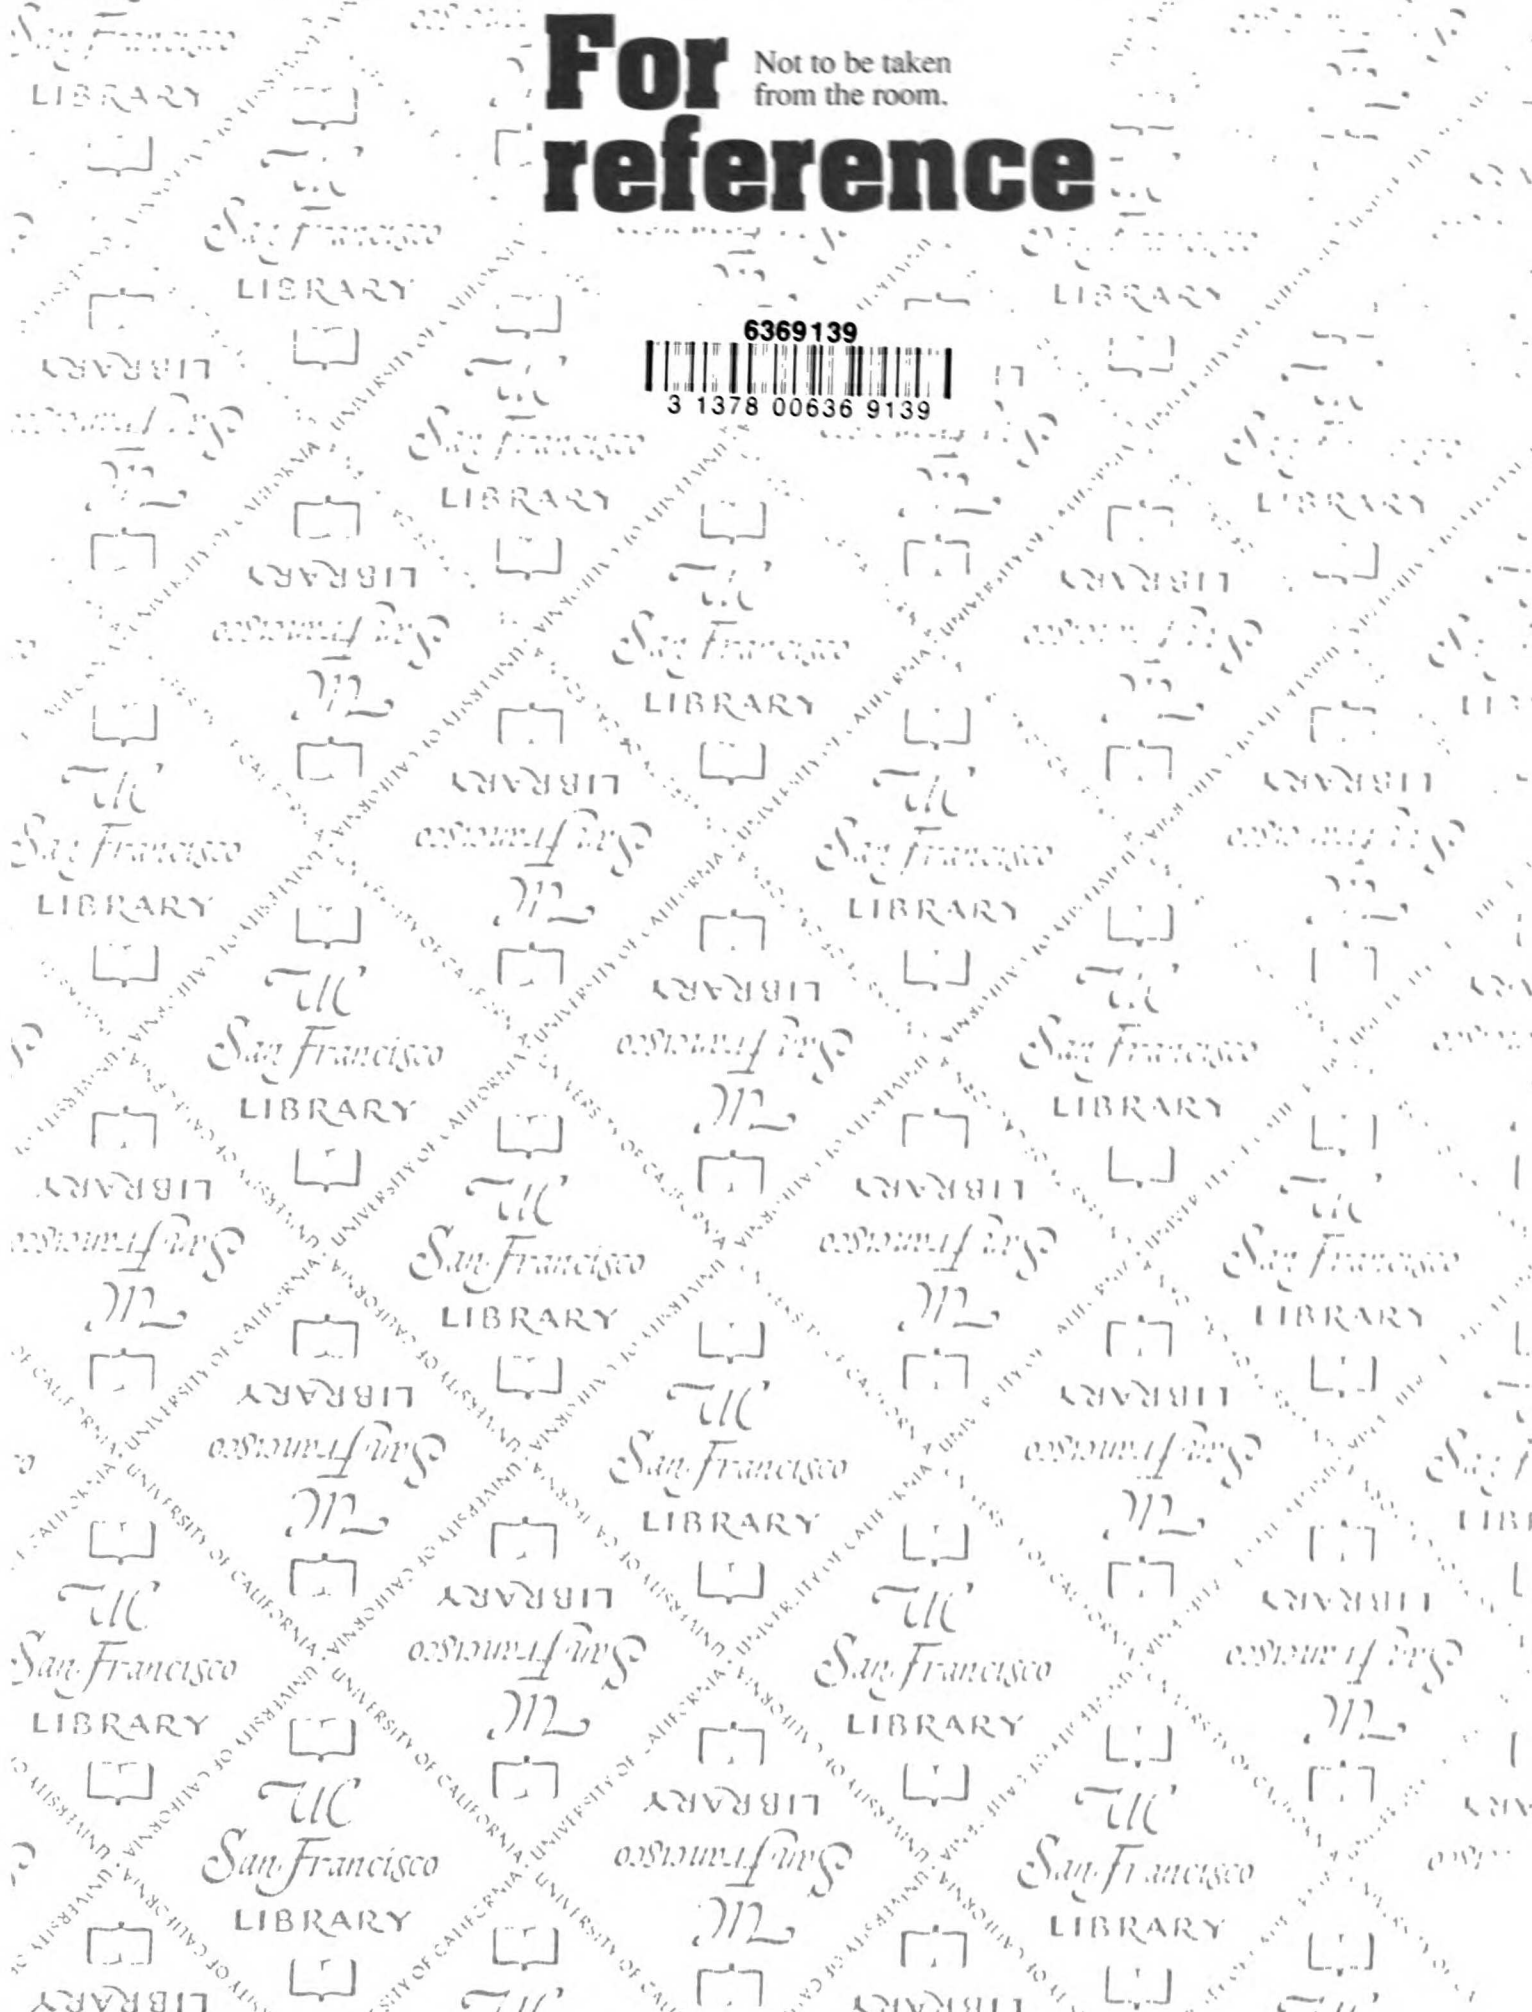 For
Not to be taken
from the room.
reference
6369139
3 1378 00636 9139
UC
San Francisco
LIBRARY
UNIVERSITY OF CALIFORNIA